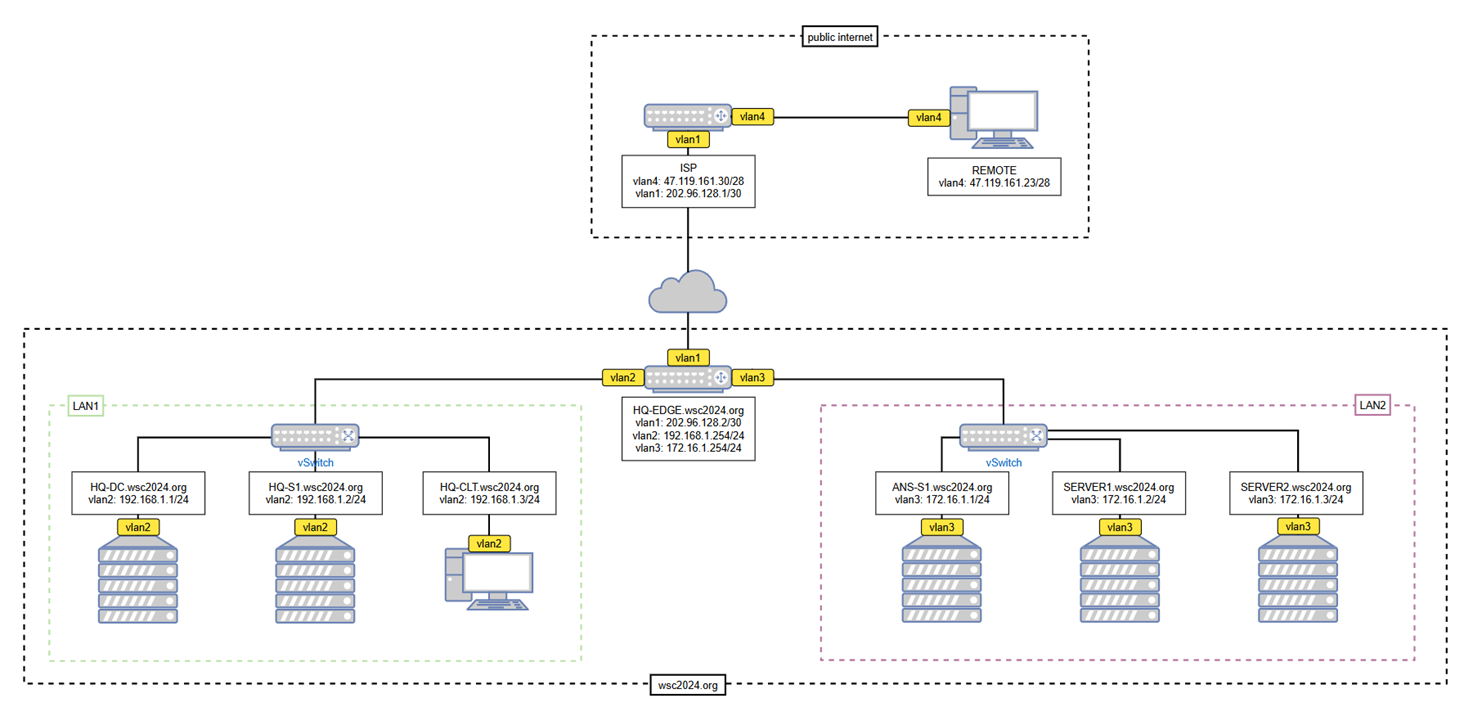 public internet
vlan4
vlan4
vlan1
ISP
vlan4: 47.119.161.30/28
vlan1: 202.96.128.1/30
REMOTE
vlan4: 47.119.161.23/28
vlan1
vlan2
vlan3
HQ-EDGE.wsc2024.org
vlan1: 202.96.128.2/30
vlan2: 192.168.1.254/24
vlan3: 172.16.1.254/24
LAN1
vSwitch
HQ-DC.wsc2024.org
vlan2: 192.168.1.1/24
HQ-S1.wsc2024.org
vlan2: 192.168.1.2/24
HQ-CLT.wsc2024.org
vlan2: 192.168.1.3/24
vlan2
vlan2
vlan2
LAN2
vSwitch
ANS-S1.wsc2024.org
vlan3: 172.16.1.1/24
SERVER1.wsc2024.org
vlan3: 172.16.1.2/24
SERVER2.wsc2024.org
vlan3: 172.16.1.3/24
vlan3
vlan3
vlan3
wsc2024.org